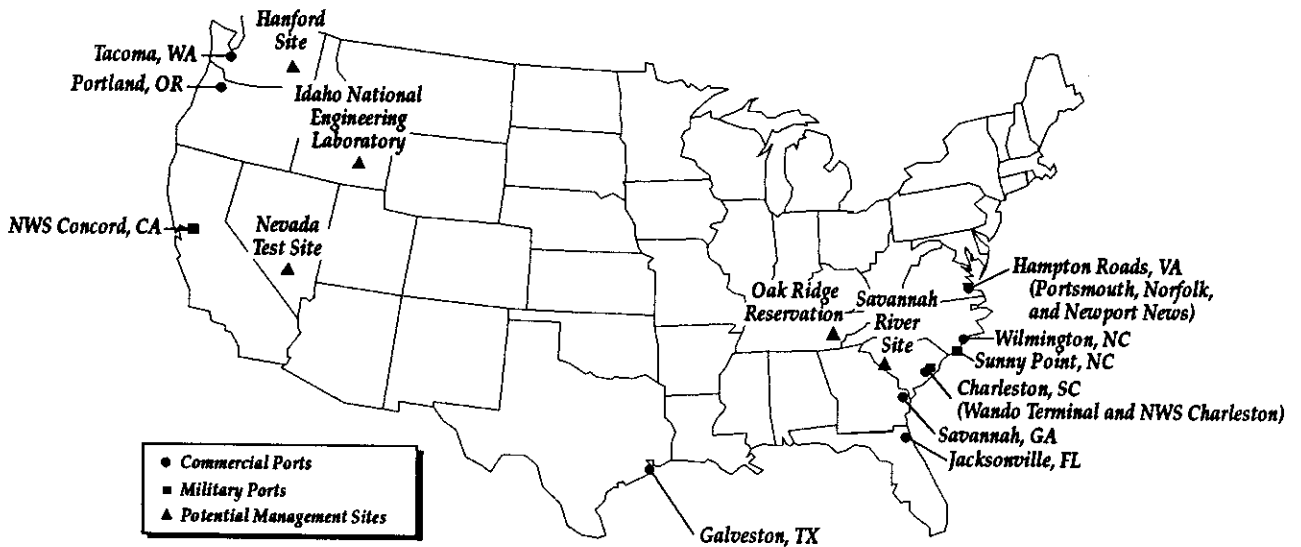 Hanford
Site
Tacoma, WA
Portland, OR
Idaho National
Engineering
Laboratory
NWS Concord, CA
Nevada
Test Site
Oak Ridge
Reservation
Savannah
River
Site
Hampton Roads, VA
(Portsmouth, Norfolk,
and Newport News)
Wilmington, NC
Sunny Point, NC
Charleston, SC
(Wando Terminal and NWS Charleston)
Savannah, GA
Jacksonville, FL
Galveston, TX
Commercial Ports
Military Ports
Potential Management Sites